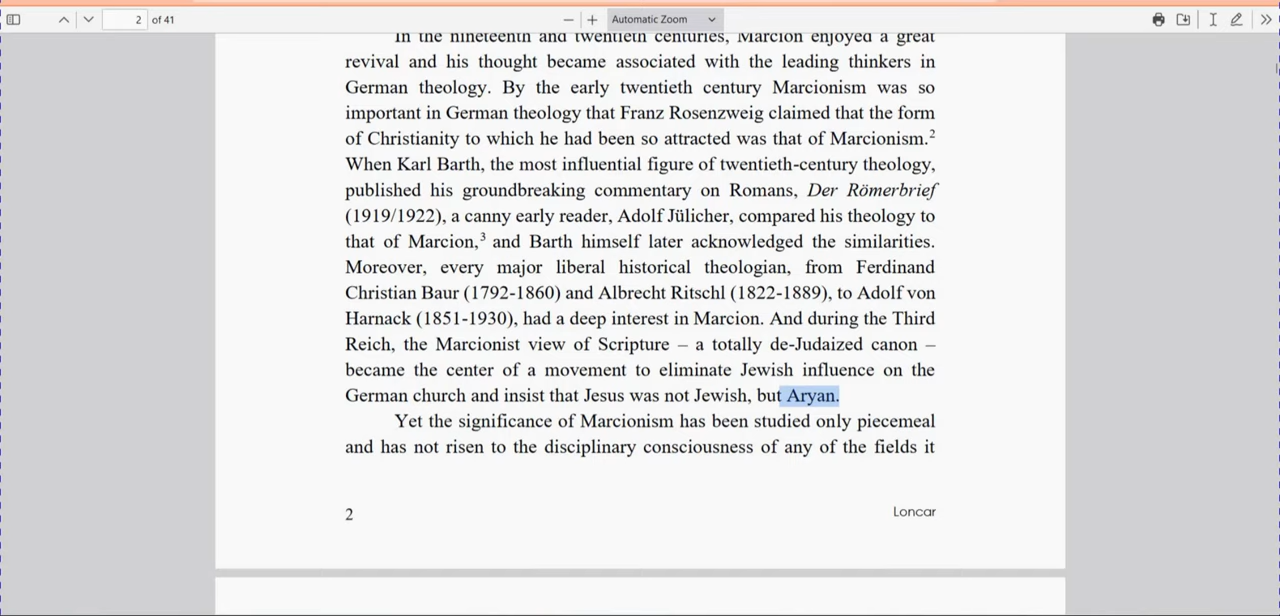 2 of 41
Automatic Zoom
In the nineteenth and twentieth centuries, Marcion enjoyed a great
revival and his thought became associated with the leading thinkers in
German theology. By the early twentieth century Marcionism was so
important in German theology that Franz Rosenzweig claimed that the form
of Christianity to which he had been so attracted was that of Marcionism.2
When Karl Barth, the most influential figure of twentieth-century theology,
published his groundbreaking commentary on Romans, Der Römerbrief
(1919/1922), a canny early reader, Adolf Jülicher, compared his theology to
that of Marcion,3 and Barth himself later acknowledged the similarities.
Moreover, every major liberal historical theologian, from Ferdinand
Christian Baur (1792-1860) and Albrecht Ritschl (1822-1889), to Adolf von
Harnack (1851-1930), had a deep interest in Marcion. And during the Third
Reich, the Marcionist view of Scripture – a totally de-Judaized canon –
became the center of a movement to eliminate Jewish influence on the
German church and insist that Jesus was not Jewish, but Aryan.
Yet the significance of Marcionism has been studied only piecemeal
and has not risen to the disciplinary consciousness of any of the fields it
2
Loncar